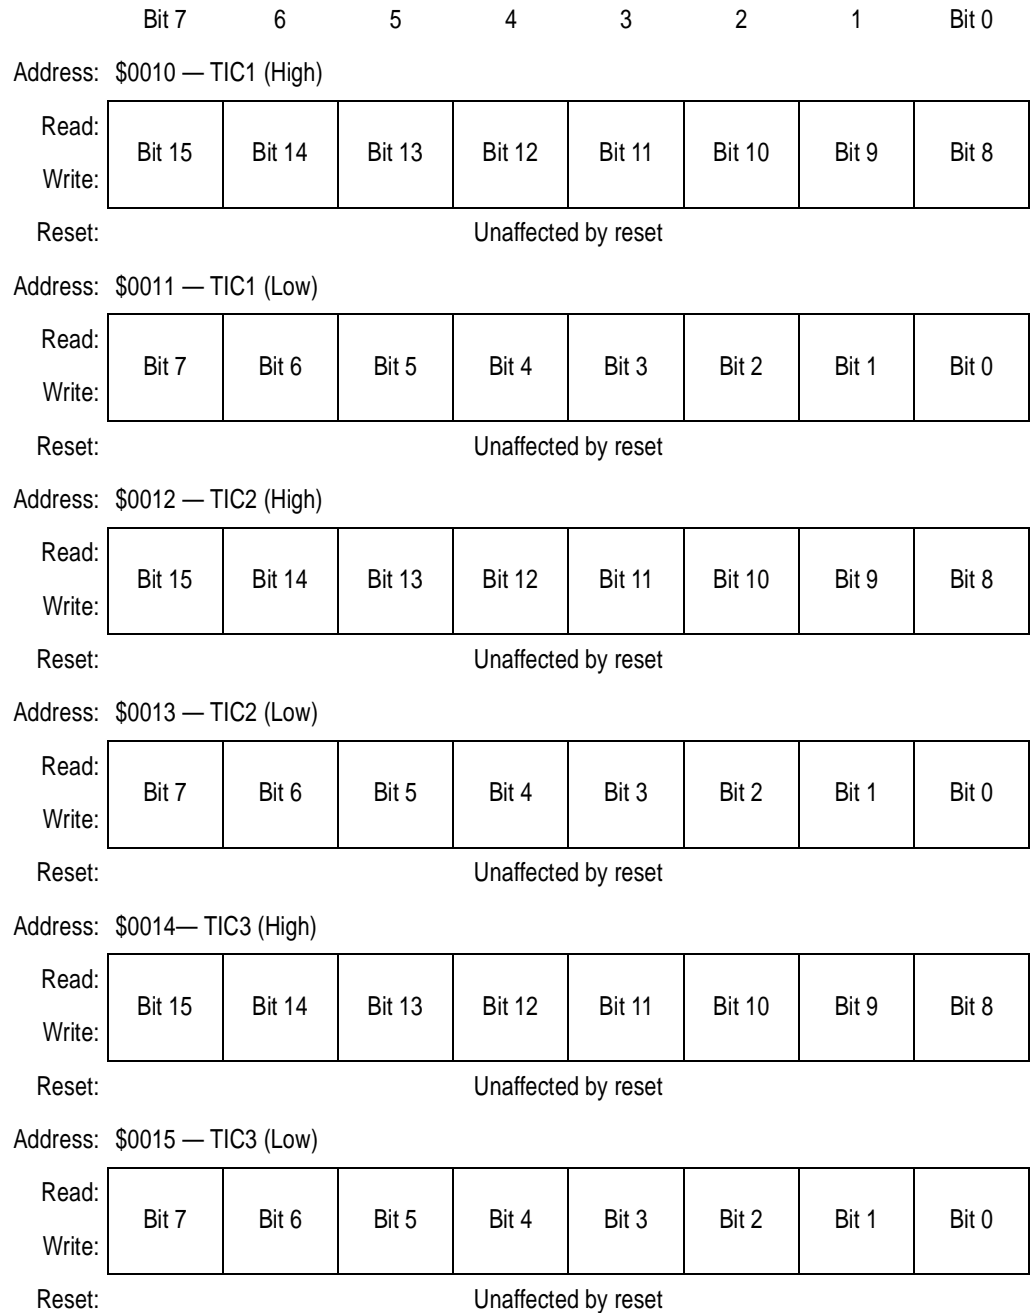 Bit 7 6 5 4 3 2 1 Bit 0
Address: $0010 — TIC1 (High)
Read:
Bit 15 Bit 14 Bit 13 Bit 12 Bit 11 Bit 10 Bit 9 Bit 8
Write:
Reset: Unaffected by reset
Address: $0011 — TIC1 (Low)
Read:
Bit 7 Bit 6 Bit 5 Bit 4 Bit 3 Bit 2 Bit 1 Bit 0
Write:
Reset: Unaffected by reset
Address: $0012 — TIC2 (High)
Read:
Bit 15 Bit 14 Bit 13 Bit 12 Bit 11 Bit 10 Bit 9 Bit 8
Write:
Reset: Unaffected by reset
Address: $0013 — TIC2 (Low)
Read:
Bit 7 Bit 6 Bit 5 Bit 4 Bit 3 Bit 2 Bit 1 Bit 0
Write:
Reset: Unaffected by reset
Address: $0014— TIC3 (High)
Read:
Bit 15 Bit 14 Bit 13 Bit 12 Bit 11 Bit 10 Bit 9 Bit 8
Write:
Reset: Unaffected by reset
Address: $0015 — TIC3 (Low)
Read:
Bit 7 Bit 6 Bit 5 Bit 4 Bit 3 Bit 2 Bit 1 Bit 0
Write:
Reset: Unaffected by reset